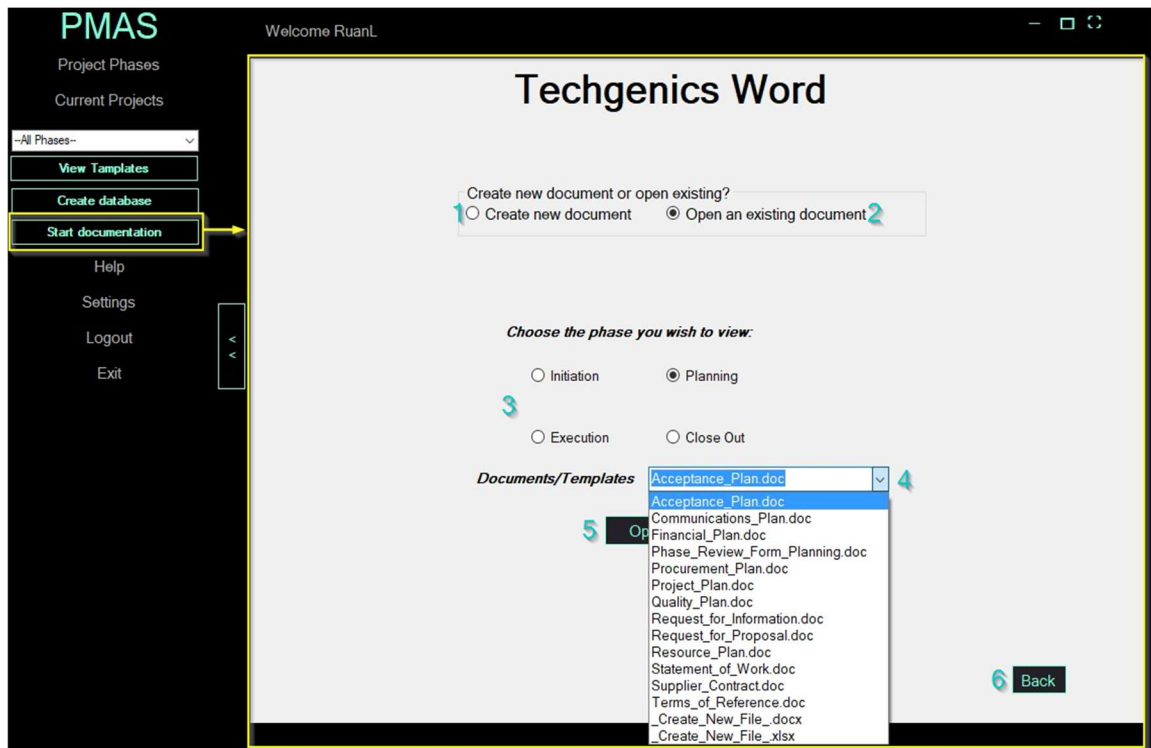 PMAS
Welcome RuanL
Project Phases
Current Projects
--All Phases--
View Tamplates
Create database
Start documentation
Help
Settings
Logout
Exit
<
<
Techgenics Word
Create new document or open existing?
1 Create new document Open an existing document 2
Choose the phase you wish to view:
Initiation Planning
3
Execution Close Out
Documents/Templates Acceptance_Plan.doc 4
Acceptance_Plan.doc
Communications_Plan.doc
5 Op
Financial_Plan.doc
Phase_Review_Form_Planning.doc
Procurement_Plan.doc
Project_Plan.doc
Quality_Plan.doc
Request_for_Information.doc
Request_for_Proposal.doc
Resource_Plan.doc
Statement_of_Work.doc
Supplier_Contract.doc
Terms_of_Reference.doc
_Create_New_File_.docx
_Create_New_File_.xlsx
6 Back